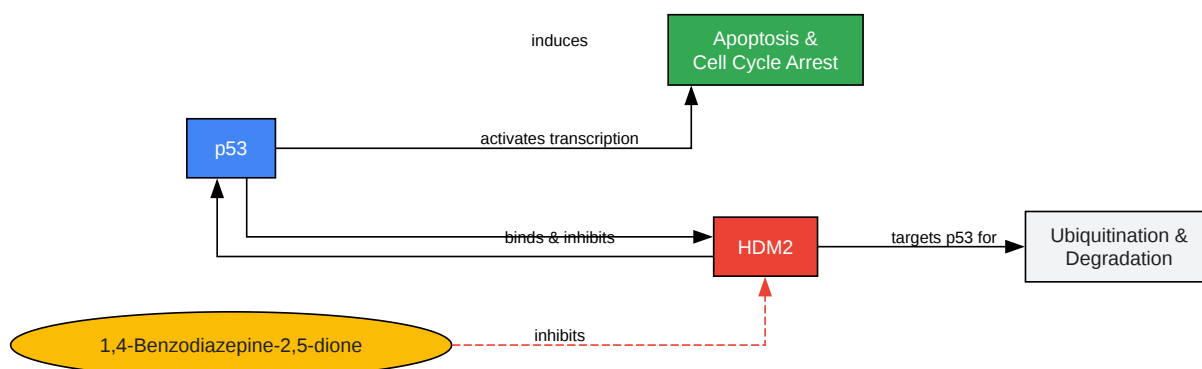 induces
Apoptosis &
Cell Cycle Arrest
activates transcription
p53
binds & inhibits
HDM2
targets p53 for
Ubiquitination &
Degradation
inhibits
1,4-Benzodiazepine-2,5-dione